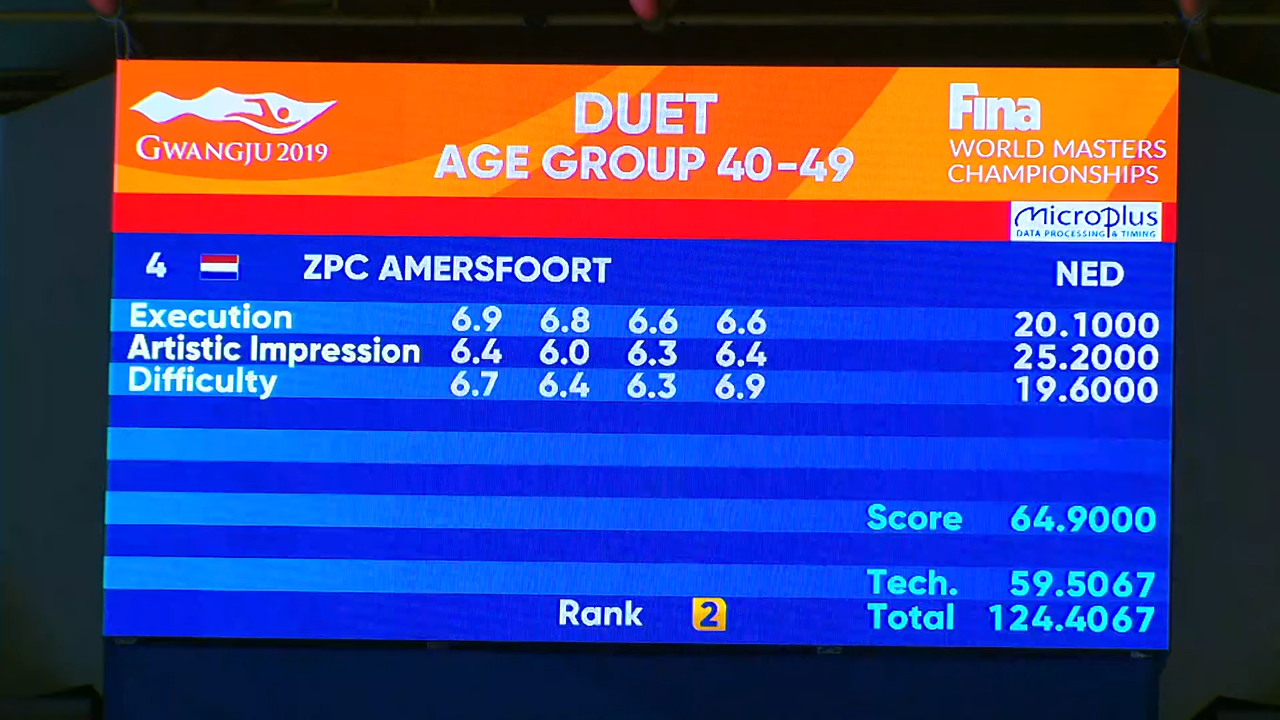 GWANGJU 2019
DUET
AGE GROUP 40-49
Fina
WORLD MASTERS
CHAMPIONSHIPS
Microplus
DATA PROCESSING & TIMING
4 ZPC AMERSFOORT NED
Execution 6.9 6.8 6.6 6.6 20.1000
Artistic Impression 6.4 6.0 6.3 6.4 25.2000
Difficulty 6.7 6.4 6.3 6.9 19.6000
Score 64.9000
Tech. 59.5067
Rank 2 Total 124.4067